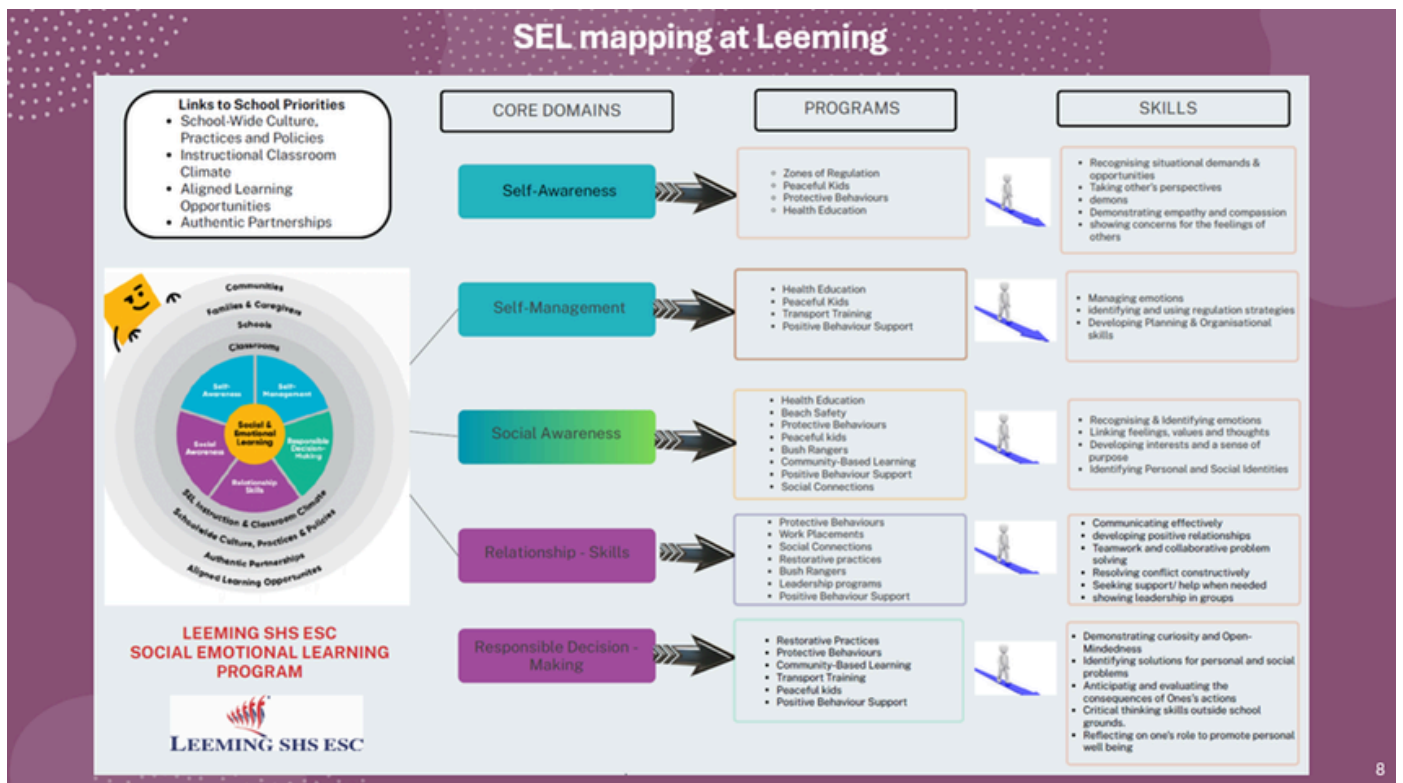 SEL mapping at Leeming
Links to School Priorities
• School-Wide Culture,
Practices and Policies
• Instructional Classroom
Climate
• Aligned Learning
Opportunities
• Authentic Partnerships
CORE DOMAINS
PROGRAMS
SKILLS
Self-Awareness
◦ Zones of Regulation
◦ Peaceful Kids
◦ Protective Behaviours
◦ Health Education
• Recognising situational demands &
opportunities
• Taking other's perspectives
• demons
• Demonstrating empathy and compassion
• showing concerns for the feelings of
others
Self-Management
• Health Education
• Peaceful Kids
• Transport Training
• Positive Behaviour Support
• Managing emotions
• identifying and using regulation strategies
• Developing Planning & Organisational
skills
Social Awareness
• Health Education
• Beach Safety
• Protective Behaviours
• Peaceful kids
• Bush Rangers
• Community-Based Learning
• Positive Behaviour Support
• Social Connections
• Recognising & Identifying emotions
• Linking feelings, values and thoughts
• Developing interests and a sense of
purpose
• Identifying Personal and Social Identities
Relationship - Skills
• Protective Behaviours
• Work Placements
• Social Connections
• Restorative practices
• Bush Rangers
• Leadership programs
• Positive Behaviour Support
• Communicating effectively
• developing positive relationships
• Teamwork and collaborative problem
solving
• Resolving conflict constructively
• Seeking support/ help when needed
• showing leadership in groups
Responsible Decision -
Making
• Restorative Practices
• Protective Behaviours
• Community-Based Learning
• Transport Training
• Peaceful kids
• Positive Behaviour Support
• Demonstrating curiosity and Open-
Mindedness
• Identifying solutions for personal and social
problems
• Anticipatig and evaluating the
consequences of Ones's actions
• Critical thinking skills outside school
grounds.
• Reflecting on one's role to promote personal
well being
Communities
Families & Caregivers
Schools
Classrooms
Self-
Awareness
Self-
Management
Social
Awareness
Social &
Emotional
Learning
Responsible
Decision-
Making
Relationship
Skills
SEL Instruction & Classroom Climate
Schoolwide Culture, Practices & Policies
Authentic Partnerships
Aligned Learning Opportunites
LEEMING SHS ESC
SOCIAL EMOTIONAL LEARNING
PROGRAM
LEEMING SHS ESC
8